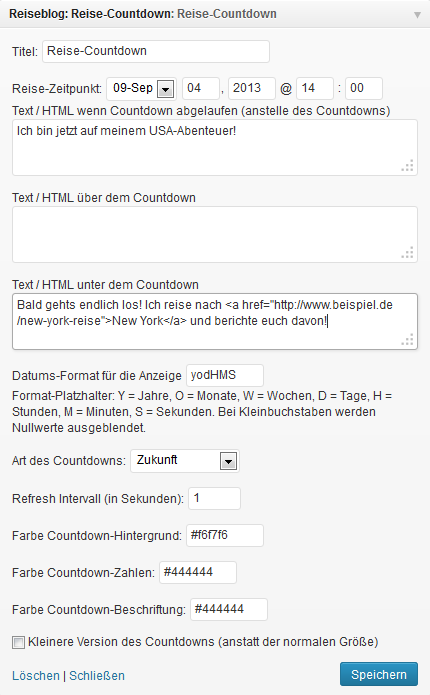 Reiseblog: Reise-Countdown: Reise-Countdown
Titel: Reise-Countdown
Reise-Zeitpunkt: 09-Sep 04 , 2013 @ 14 : 00
Text / HTML wenn Countdown abgelaufen (anstelle des Countdowns)
Ich bin jetzt auf meinem USA-Abenteuer!
Text / HTML über dem Countdown
Text / HTML unter dem Countdown
Bald gehts endlich los! Ich reise nach <a href="http://www.beispiel.de
/new-york-reise">New York</a> und berichte euch davon!
Datums-Format für die Anzeige yodHMS
Format-Platzhalter: Y = Jahre, O = Monate, W = Wochen, D = Tage, H =
Stunden, M = Minuten, S = Sekunden. Bei Kleinbuchstaben werden
Nullwerte ausgeblendet.
Art des Countdowns: Zukunft
Refresh Intervall (in Sekunden): 1
Farbe Countdown-Hintergrund: #f6f7f6
Farbe Countdown-Zahlen: #444444
Farbe Countdown-Beschriftung: #444444
Kleinere Version des Countdowns (anstatt der normalen Größe)
Löschen | Schließen Speichern